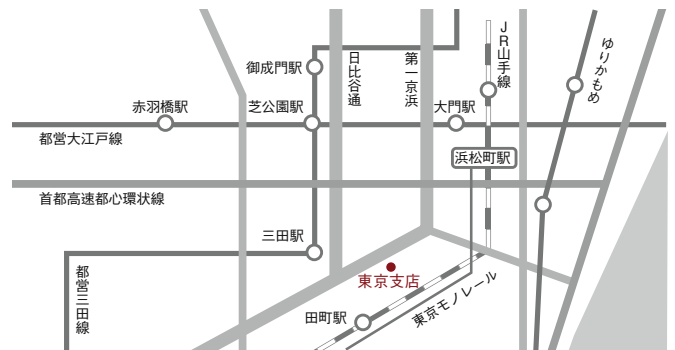 JR山手線
ゆりかもめ
御成門駅
日比谷通
第一京浜
赤羽橋駅
芝公園駅
大門駅
都営大江戸線
浜松町駅
首都高速都心環状線
三田駅
都営三田線
東京支店
田町駅
東京モノレール